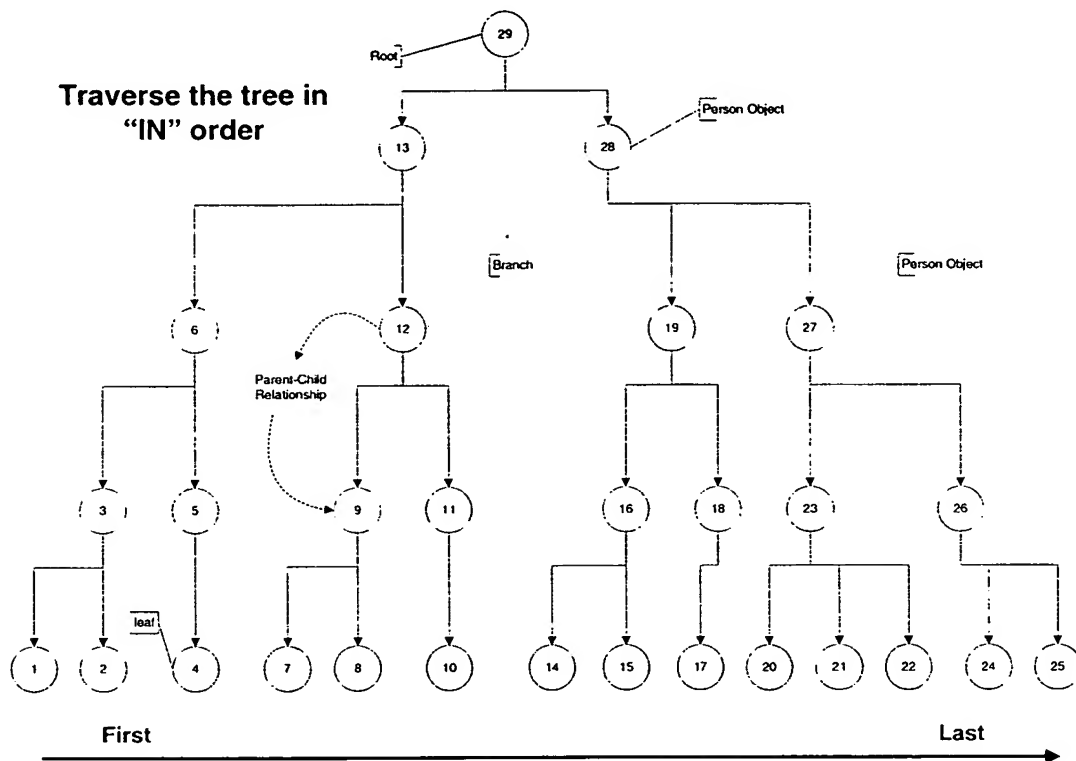 29
Root
Traverse the tree in
“IN” order
Person Object
13
28
Branch
Person Object
6
12
19
27
Parent-Child
Relationship
3
5
9
11
16
18
23
26
leaf
1
2
4
7
8
10
14
15
17
20
21
22
24
25
First
Last